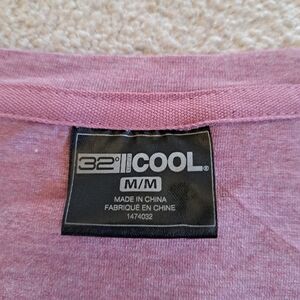 32° COOL®
M/M
MADE IN CHINA
FABRIQUÉ EN CHINE
1474032